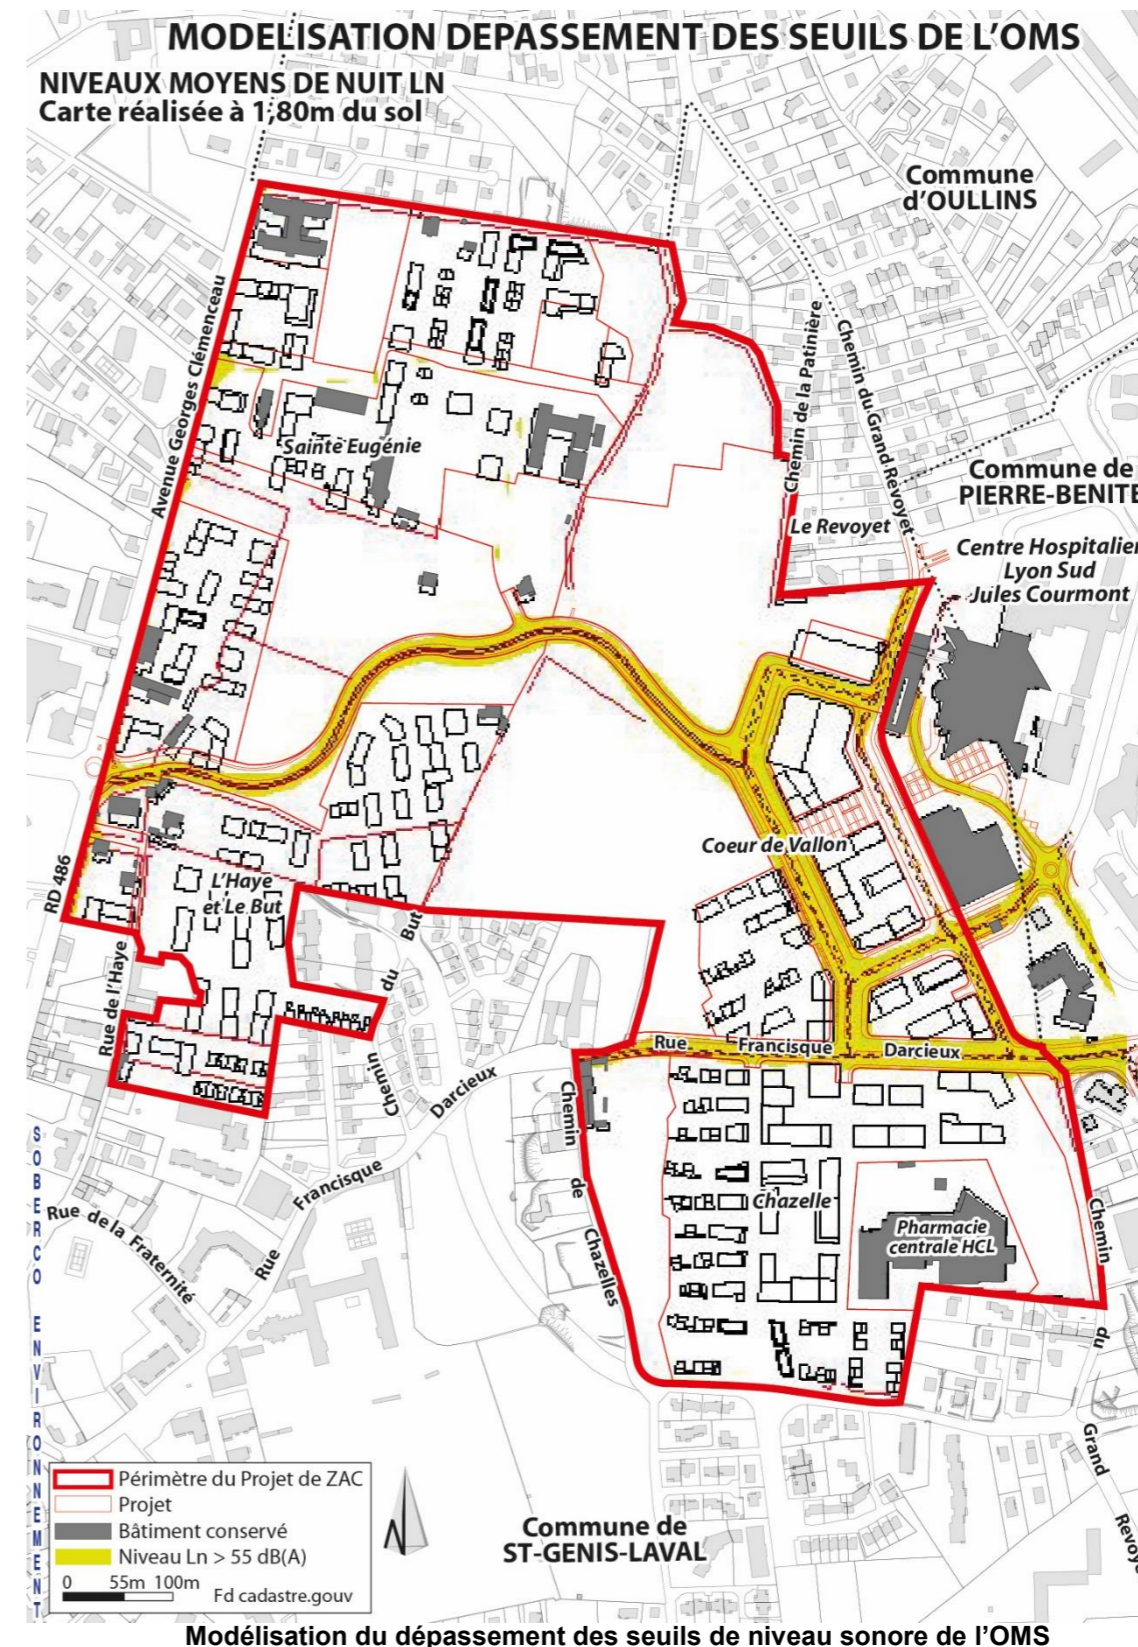 MODELISATION DEPASSEMENT DES SEUILS DE L'OMS
NIVEAUX MOYENS DE NUIT LN
Carte réalisée à 1,80m du sol
Commune
d'OULLINS
Avenue Georges Clémenceau
Chemin de la Patinière
Chemin du Grand Revoyet
Sainte Eugénie
Commune de
PIERRE-BENITE
Le Revoyet
Centre Hospitalier
Lyon Sud
Jules Courmont
Coeur de Vallon
RD 486
L'Haye
et Le But
Rue de l'Haye
Chemin du But
Rue Francisque Darcieux
Rue Francisque Darcieux
Chemin de Chazelles
Chazelle
Pharmacie
centrale HCL
Chemin du Grand Revoye
Rue de la Fraternité
SOBERCO ENVIRONNEMENT
Périmètre du Projet de ZAC
Projet
Bâtiment conservé
Niveau Ln > 55 dB(A)
0 55m 100m
Fd cadastre.gouv
N
Commune de
ST-GENIS-LAVAL
Modélisation du dépassement des seuils de niveau sonore de l'OMS